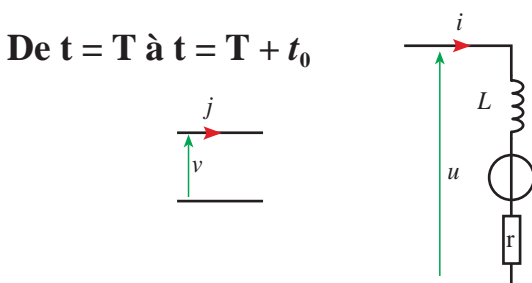 De t = T à t = T + t₀
i
j
L
v
u
r